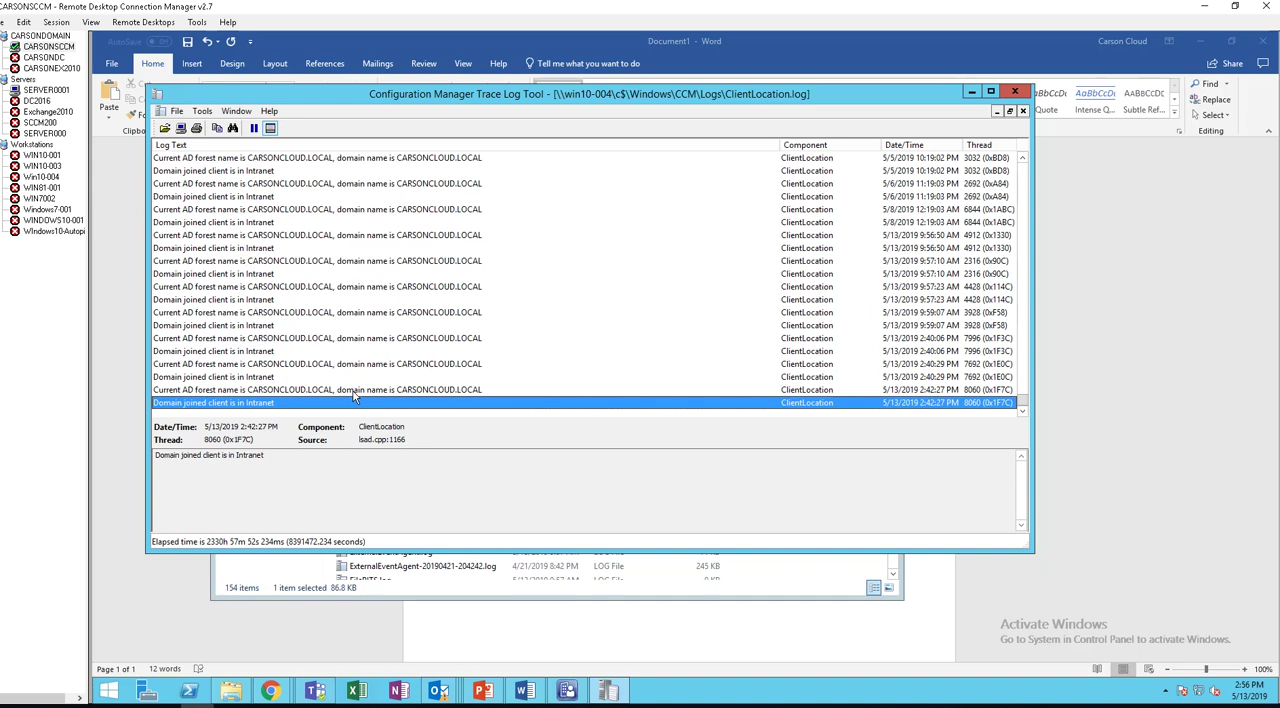 CARSONSCCM - Remote Desktop Connection Manager v2.7
Edit Session View Remote Desktops Tools Help
CARSONDOMAIN
CARSONSCCM
CARSONDC
CARSONEX2010
Servers
SERVER0001
DC2016
Exchange2010
SCCM200
SERVER000
Workstations
WIN10-001
WIN10-003
Win10-004
WIN81-001
WIN7002
Windows7-001
WINDOWS10-001
WIndows10-Autopi
AutoSave Off Document1 - Word Carson Cloud
File Home Insert Design Layout References Mailings Review View Help Tell me what you want to do Share
Paste
Clipbo
Quote Intense Q... Subtle Ref...
Find
Replace
Select
Editing
Configuration Manager Trace Log Tool - [\\win10-004\c$\Windows\CCM\Logs\ClientLocation.log]
File Tools Window Help
Log Text Component Date/Time Thread
Current AD forest name is CARSONCLOUD.LOCAL, domain name is CARSONCLOUD.LOCAL ClientLocation 5/5/2019 10:19:02 PM 3032 (0xBD8)
Domain joined client is in Intranet ClientLocation 5/5/2019 10:19:02 PM 3032 (0xBD8)
Current AD forest name is CARSONCLOUD.LOCAL, domain name is CARSONCLOUD.LOCAL ClientLocation 5/6/2019 11:19:03 PM 2692 (0xA84)
Domain joined client is in Intranet ClientLocation 5/6/2019 11:19:03 PM 2692 (0xA84)
Current AD forest name is CARSONCLOUD.LOCAL, domain name is CARSONCLOUD.LOCAL ClientLocation 5/8/2019 12:19:03 AM 6844 (0x1ABC)
Domain joined client is in Intranet ClientLocation 5/8/2019 12:19:03 AM 6844 (0x1ABC)
Current AD forest name is CARSONCLOUD.LOCAL, domain name is CARSONCLOUD.LOCAL ClientLocation 5/13/2019 9:56:50 AM 4912 (0x1330)
Domain joined client is in Intranet ClientLocation 5/13/2019 9:56:50 AM 4912 (0x1330)
Current AD forest name is CARSONCLOUD.LOCAL, domain name is CARSONCLOUD.LOCAL ClientLocation 5/13/2019 9:57:10 AM 2316 (0x90C)
Domain joined client is in Intranet ClientLocation 5/13/2019 9:57:10 AM 2316 (0x90C)
Current AD forest name is CARSONCLOUD.LOCAL, domain name is CARSONCLOUD.LOCAL ClientLocation 5/13/2019 9:57:23 AM 4428 (0x114C)
Domain joined client is in Intranet ClientLocation 5/13/2019 9:57:23 AM 4428 (0x114C)
Current AD forest name is CARSONCLOUD.LOCAL, domain name is CARSONCLOUD.LOCAL ClientLocation 5/13/2019 9:59:07 AM 3928 (0xF58)
Domain joined client is in Intranet ClientLocation 5/13/2019 9:59:07 AM 3928 (0xF58)
Current AD forest name is CARSONCLOUD.LOCAL, domain name is CARSONCLOUD.LOCAL ClientLocation 5/13/2019 2:40:06 PM 7996 (0x1F3C)
Domain joined client is in Intranet ClientLocation 5/13/2019 2:40:06 PM 7996 (0x1F3C)
Current AD forest name is CARSONCLOUD.LOCAL, domain name is CARSONCLOUD.LOCAL ClientLocation 5/13/2019 2:40:29 PM 7692 (0x1E0C)
Domain joined client is in Intranet ClientLocation 5/13/2019 2:40:29 PM 7692 (0x1E0C)
Current AD forest name is CARSONCLOUD.LOCAL, domain name is CARSONCLOUD.LOCAL ClientLocation 5/13/2019 2:42:27 PM 8060 (0x1F7C)
Domain joined client is in Intranet ClientLocation 5/13/2019 2:42:27 PM 8060 (0x1F7C)
Date/Time: 5/13/2019 2:42:27 PM Component: ClientLocation
Thread: 8060 (0x1F7C) Source: lsad.cpp:1166
Domain joined client is in Intranet
Elapsed time is 2330h 57m 52s 234ms (8391472.234 seconds)
ExternalEventAgent-20190421-204242.log 4/21/2019 8:42 PM LOG File 245 KB
154 items 1 item selected 86.8 KB
Activate Windows
Go to System in Control Panel to activate Windows.
Page 1 of 1 12 words 100%
2:56 PM
5/13/2019